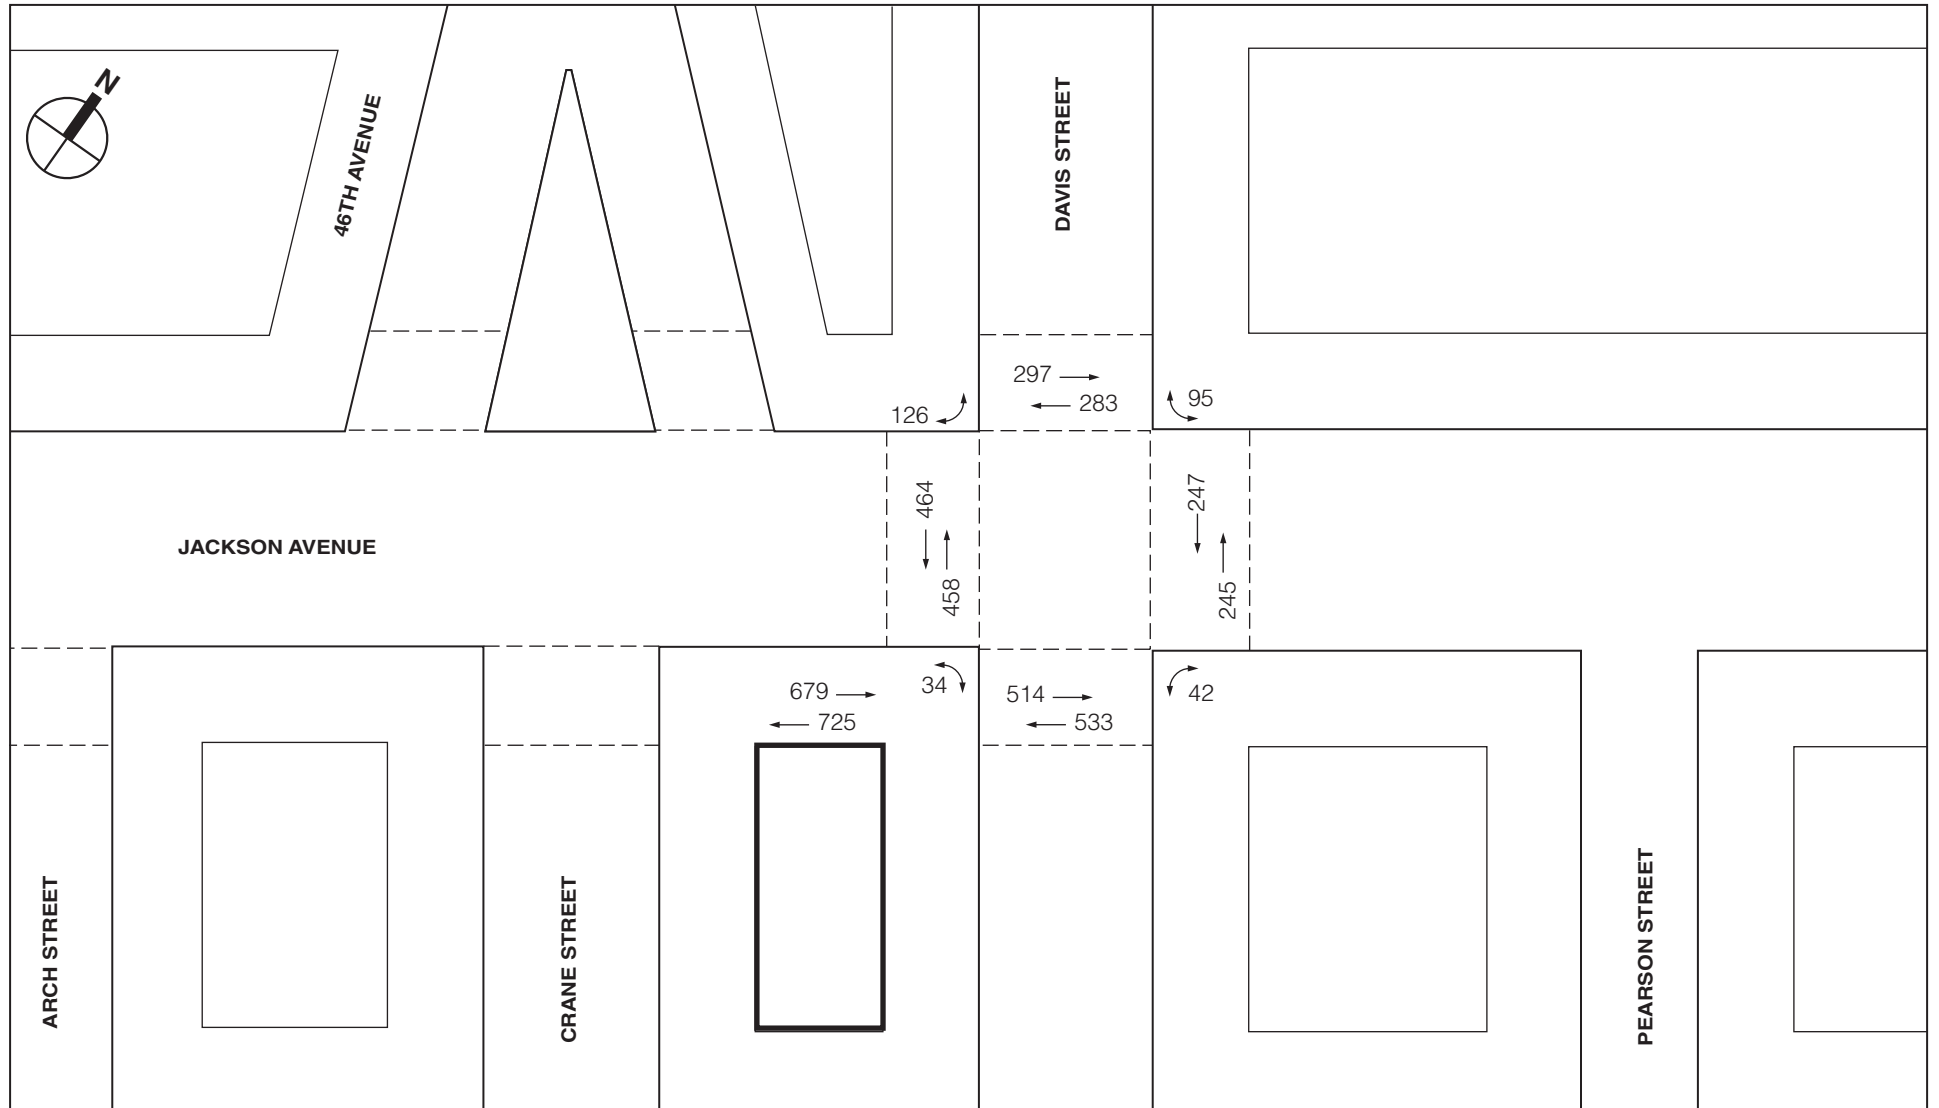 N
46TH AVENUE
DAVIS STREET
297
283
126
95
464
458
247
245
JACKSON AVENUE
679
725
34
514
533
42
ARCH STREET
CRANE STREET
PEARSON STREET